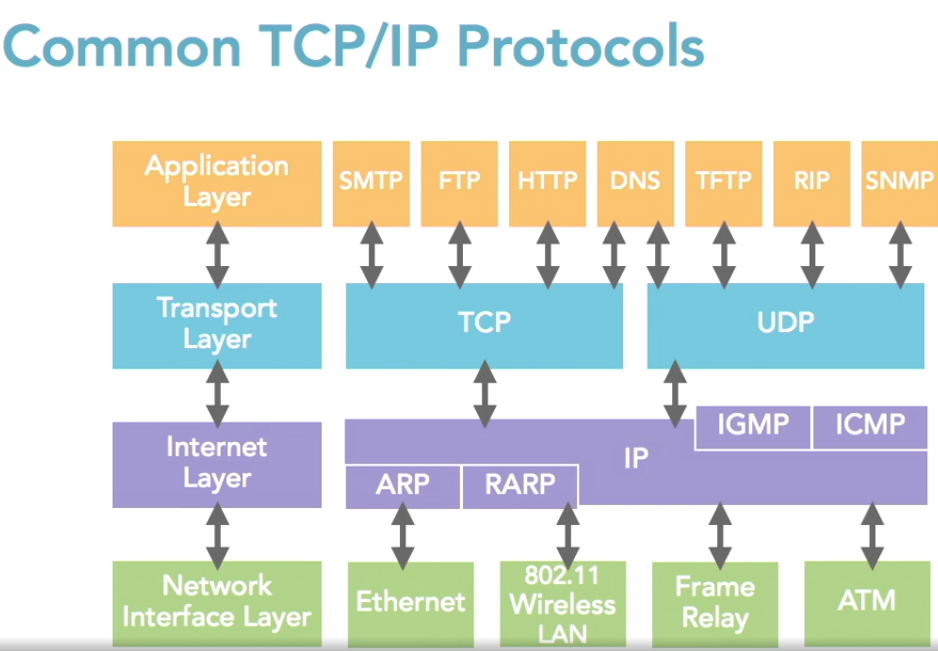 Common TCP/IP Protocols
Application
Layer
SMTP
FTP
HTTP
DNS
TFTP
RIP
SNMP
Transport
Layer
TCP
UDP
Internet
Layer
IP
IGMP
ICMP
ARP
RARP
Network
Interface Layer
Ethernet
802.11
Wireless
LAN
Frame
Relay
ATM